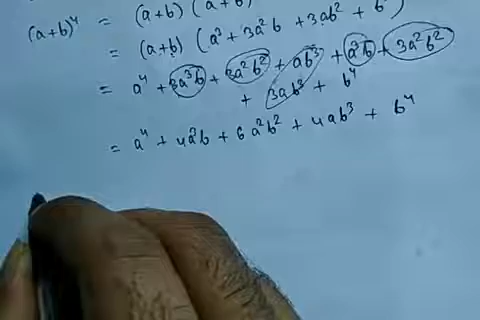 (a+b)⁴ = (a+b) (a+b)
= (a+b) (a³ + 3a²b + 3ab² + b³)
= a⁴ + 3a³b + 3a²b² + ab³ + a³b + 3a²b²
+ 3ab³ + b⁴
= a⁴ + 4a³b + 6a²b² + 4ab³ + b⁴